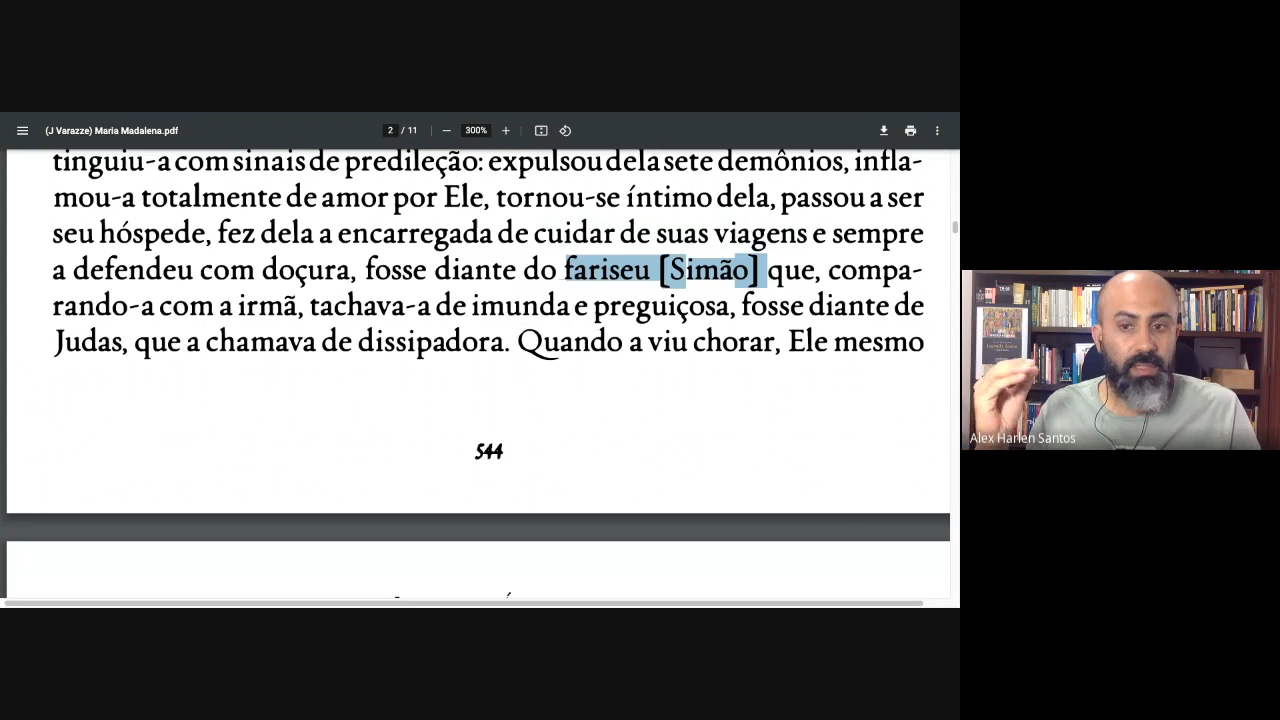 (J Varazze) Maria Madalena.pdf
2 / 11
300%
tinguiu-a com sinais de predileção: expulsou dela sete demônios, infla-
mou-a totalmente de amor por Ele, tornou-se íntimo dela, passou a ser
seu hóspede, fez dela a encarregada de cuidar de suas viagens e sempre
a defendeu com doçura, fosse diante do fariseu [Simão] que, compa-
rando-a com a irmã, tachava-a de imunda e preguiçosa, fosse diante de
Judas, que a chamava de dissipadora. Quando a viu chorar, Ele mesmo
544
Alex Harlen Santos